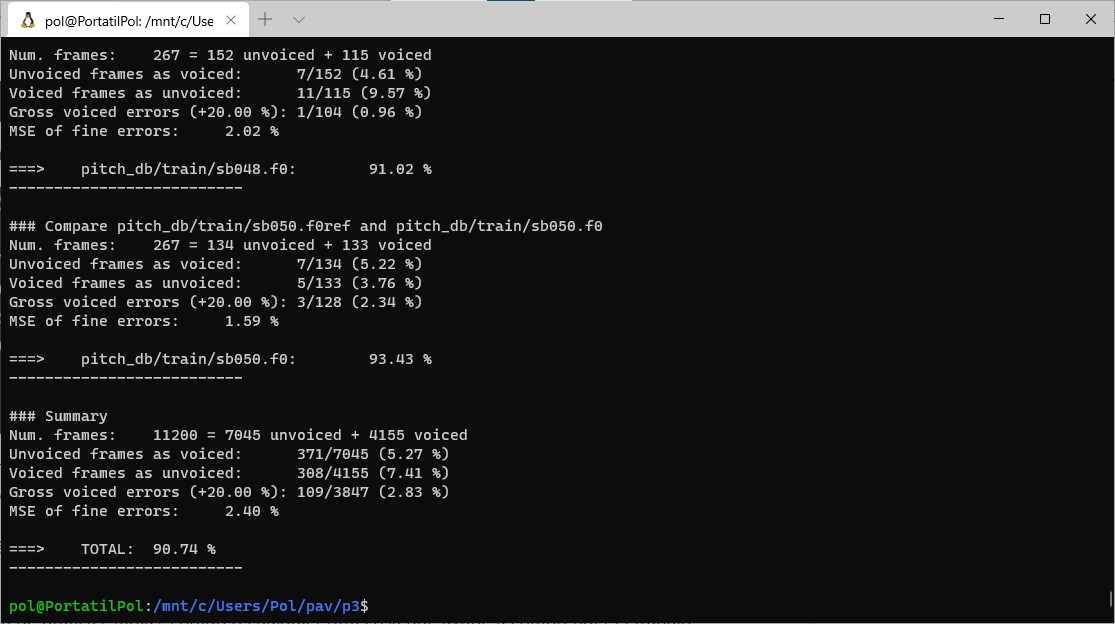 pol@PortatilPol: /mnt/c/Use
Num. frames:    267 = 152 unvoiced + 115 voiced
Unvoiced frames as voiced:      7/152 (4.61 %)
Voiced frames as unvoiced:      11/115 (9.57 %)
Gross voiced errors (+20.00 %): 1/104 (0.96 %)
MSE of fine errors:     2.02 %
===>    pitch_db/train/sb048.f0:        91.02 %
--------------------------
### Compare pitch_db/train/sb050.f0ref and pitch_db/train/sb050.f0
Num. frames:    267 = 134 unvoiced + 133 voiced
Unvoiced frames as voiced:      7/134 (5.22 %)
Voiced frames as unvoiced:      5/133 (3.76 %)
Gross voiced errors (+20.00 %): 3/128 (2.34 %)
MSE of fine errors:     1.59 %
===>    pitch_db/train/sb050.f0:        93.43 %
--------------------------
### Summary
Num. frames:    11200 = 7045 unvoiced + 4155 voiced
Unvoiced frames as voiced:      371/7045 (5.27 %)
Voiced frames as unvoiced:      308/4155 (7.41 %)
Gross voiced errors (+20.00 %): 109/3847 (2.83 %)
MSE of fine errors:     2.40 %
===>    TOTAL:  90.74 %
--------------------------
pol@PortatilPol:/mnt/c/Users/Pol/pav/p3$